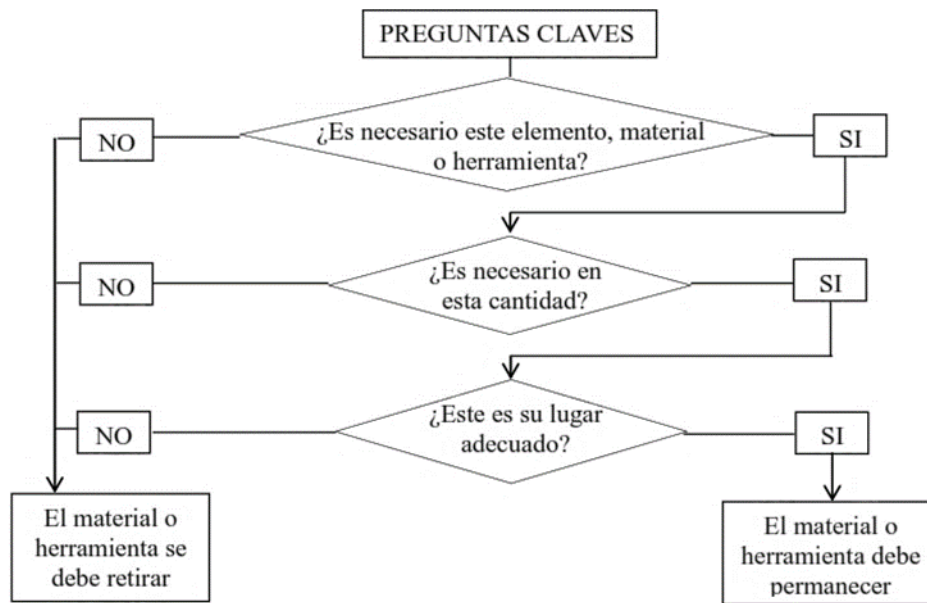 PREGUNTAS CLAVES
¿Es necesario este elemento, material
o herramienta?
NO
SI
¿Es necesario en
esta cantidad?
NO
SI
¿Este es su lugar
adecuado?
NO
SI
El material o
herramienta se
debe retirar
El material o
herramienta debe
permanecer